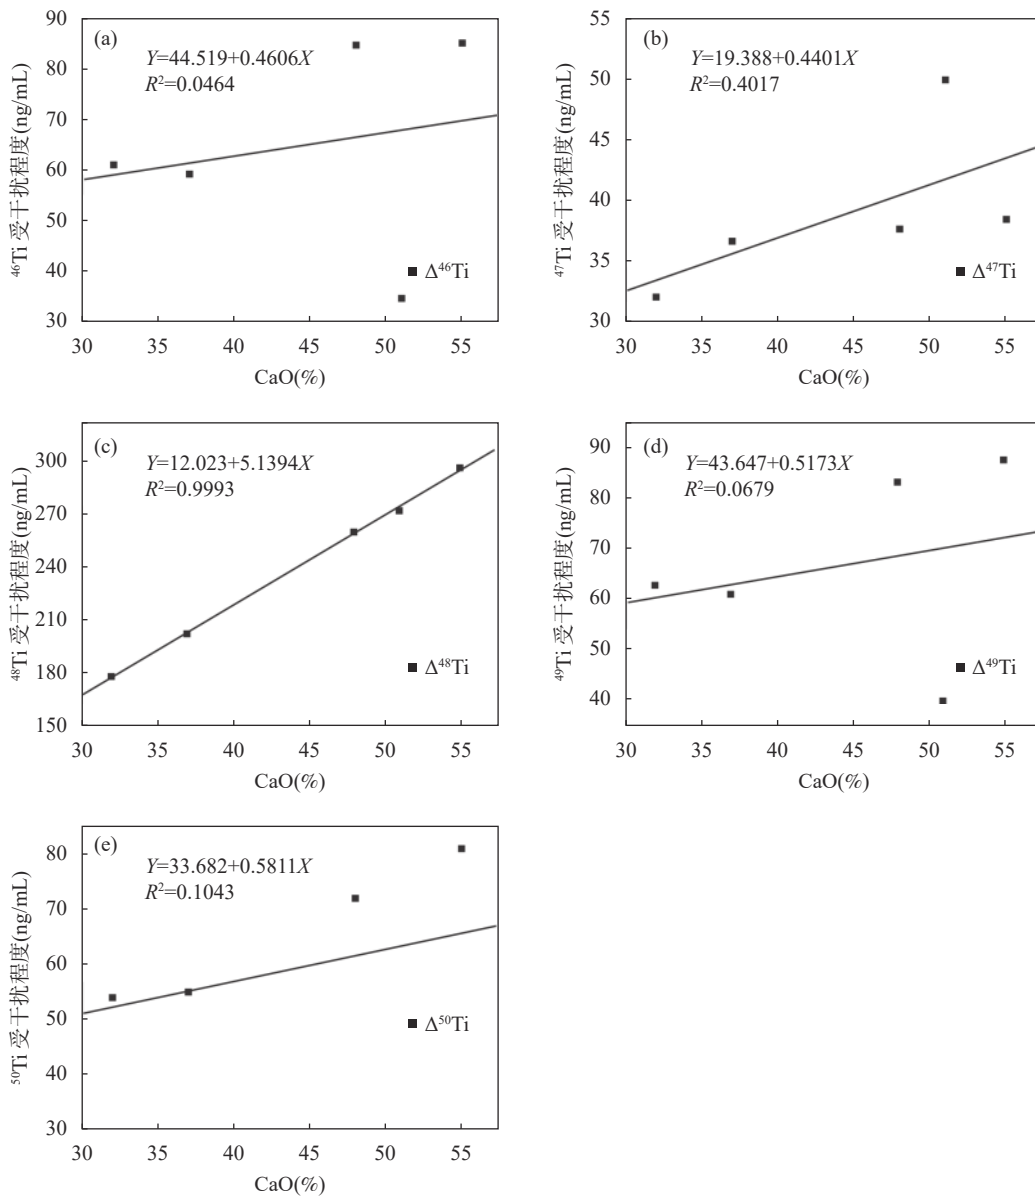 (a)
Y=44.519+0.4606X
R²=0.0464
⁴⁶Ti 受干扰程度(ng/mL)
90
80
70
60
50
40
30
■ Δ⁴⁶Ti
30 35 40 45 50 55
CaO(%)
(b)
Y=19.388+0.4401X
R²=0.4017
⁴⁷Ti 受干扰程度(ng/mL)
55
50
45
40
35
30
■ Δ⁴⁷Ti
30 35 40 45 50 55
CaO(%)
(c)
Y=12.023+5.1394X
R²=0.9993
⁴⁸Ti 受干扰程度(ng/mL)
300
270
240
210
180
150
■ Δ⁴⁸Ti
30 35 40 45 50 55
CaO(%)
(d)
Y=43.647+0.5173X
R²=0.0679
⁴⁹Ti 受干扰程度(ng/mL)
90
80
70
60
50
40
■ Δ⁴⁹Ti
30 35 40 45 50 55
CaO(%)
(e)
Y=33.682+0.5811X
R²=0.1043
⁵⁰Ti 受干扰程度(ng/mL)
80
70
60
50
40
30
■ Δ⁵⁰Ti
30 35 40 45 50 55
CaO(%)